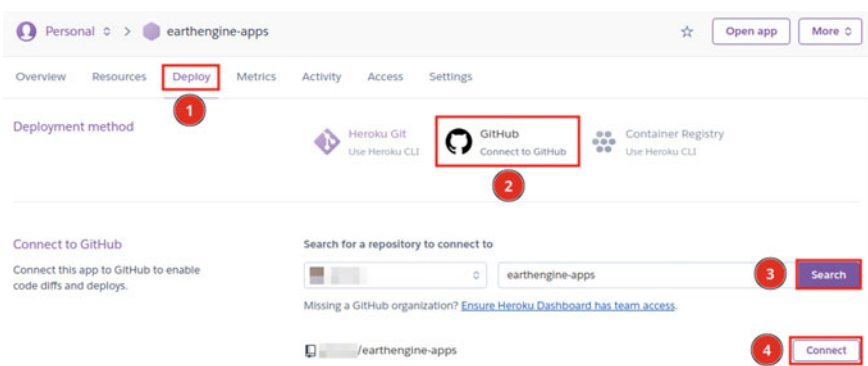 Personal > earthengine-apps
Open app
More
Overview Resources Deploy Metrics Activity Access Settings
1
Deployment method
Heroku Git
Use Heroku CLI
GitHub
Connect to GitHub
Container Registry
Use Heroku CLI
2
Connect to GitHub
Connect this app to GitHub to enable
code diffs and deploys.
Search for a repository to connect to
earthengine-apps
3
Search
Missing a GitHub organization? Ensure Heroku Dashboard has team access.
/earthengine-apps
4
Connect